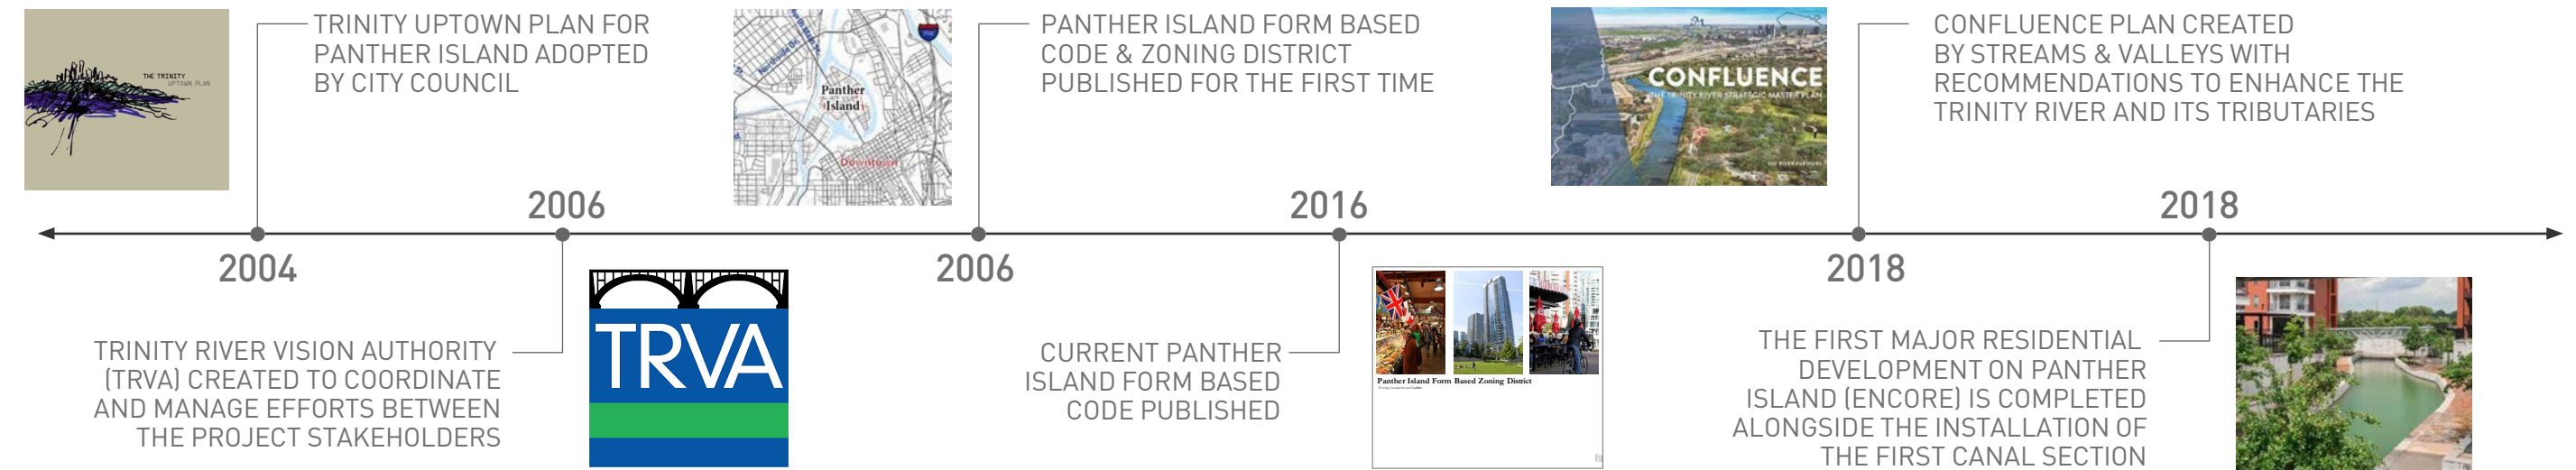 THE TRINITY
UPTOWN PLAN
TRINITY UPTOWN PLAN FOR
PANTHER ISLAND ADOPTED
BY CITY COUNCIL
Panther
Island
Downtown
PANTHER ISLAND FORM BASED
CODE & ZONING DISTRICT
PUBLISHED FOR THE FIRST TIME
CONFLUENCE
THE TRINITY RIVER STRATEGIC MASTER PLAN
CONFLUENCE PLAN CREATED
BY STREAMS & VALLEYS WITH
RECOMMENDATIONS TO ENHANCE THE
TRINITY RIVER AND ITS TRIBUTARIES
2006
2016
2018
2004
2006
2018
TRINITY RIVER VISION AUTHORITY
(TRVA) CREATED TO COORDINATE
AND MANAGE EFFORTS BETWEEN
THE PROJECT STAKEHOLDERS
TRVA
CURRENT PANTHER
ISLAND FORM BASED
CODE PUBLISHED
Panther Island Form Based Zoning District
THE FIRST MAJOR RESIDENTIAL
DEVELOPMENT ON PANTHER
ISLAND (ENCORE) IS COMPLETED
ALONGSIDE THE INSTALLATION OF
THE FIRST CANAL SECTION